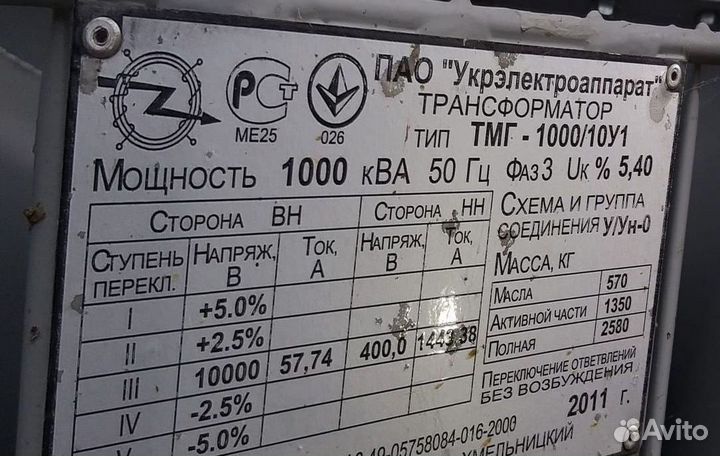 РСТ
МЕ25
026
ПАО "Укрэлектроаппарат"
ТРАНСФОРМАТОР
ТИП ТМГ - 1000/10У1
МОЩНОСТЬ 1000 кВА 50 Гц ФАЗ 3 Uк % 5,40
СТОРОНА ВН СТОРОНА НН
СТУПЕНЬ ПЕРЕКЛ. НАПРЯЖ, В ТОК, А НАПРЯЖ, В ТОК, А
I +5.0%
II +2.5%
III 10000 57,74 400,0 1443,38
IV -2.5%
V -5.0%
СХЕМА И ГРУППА
СОЕДИНЕНИЯ У/Ун-0
МАССА, КГ
МАСЛА 570
АКТИВНОЙ ЧАСТИ 1350
ПОЛНАЯ 2580
ПЕРЕКЛЮЧЕНИЕ ОТВЕТВЛЕНИЙ
БЕЗ ВОЗБУЖДЕНИЯ
2011 г.
-05758084-016-2000
ХМЕЛЬНИЦКИЙ
Avito